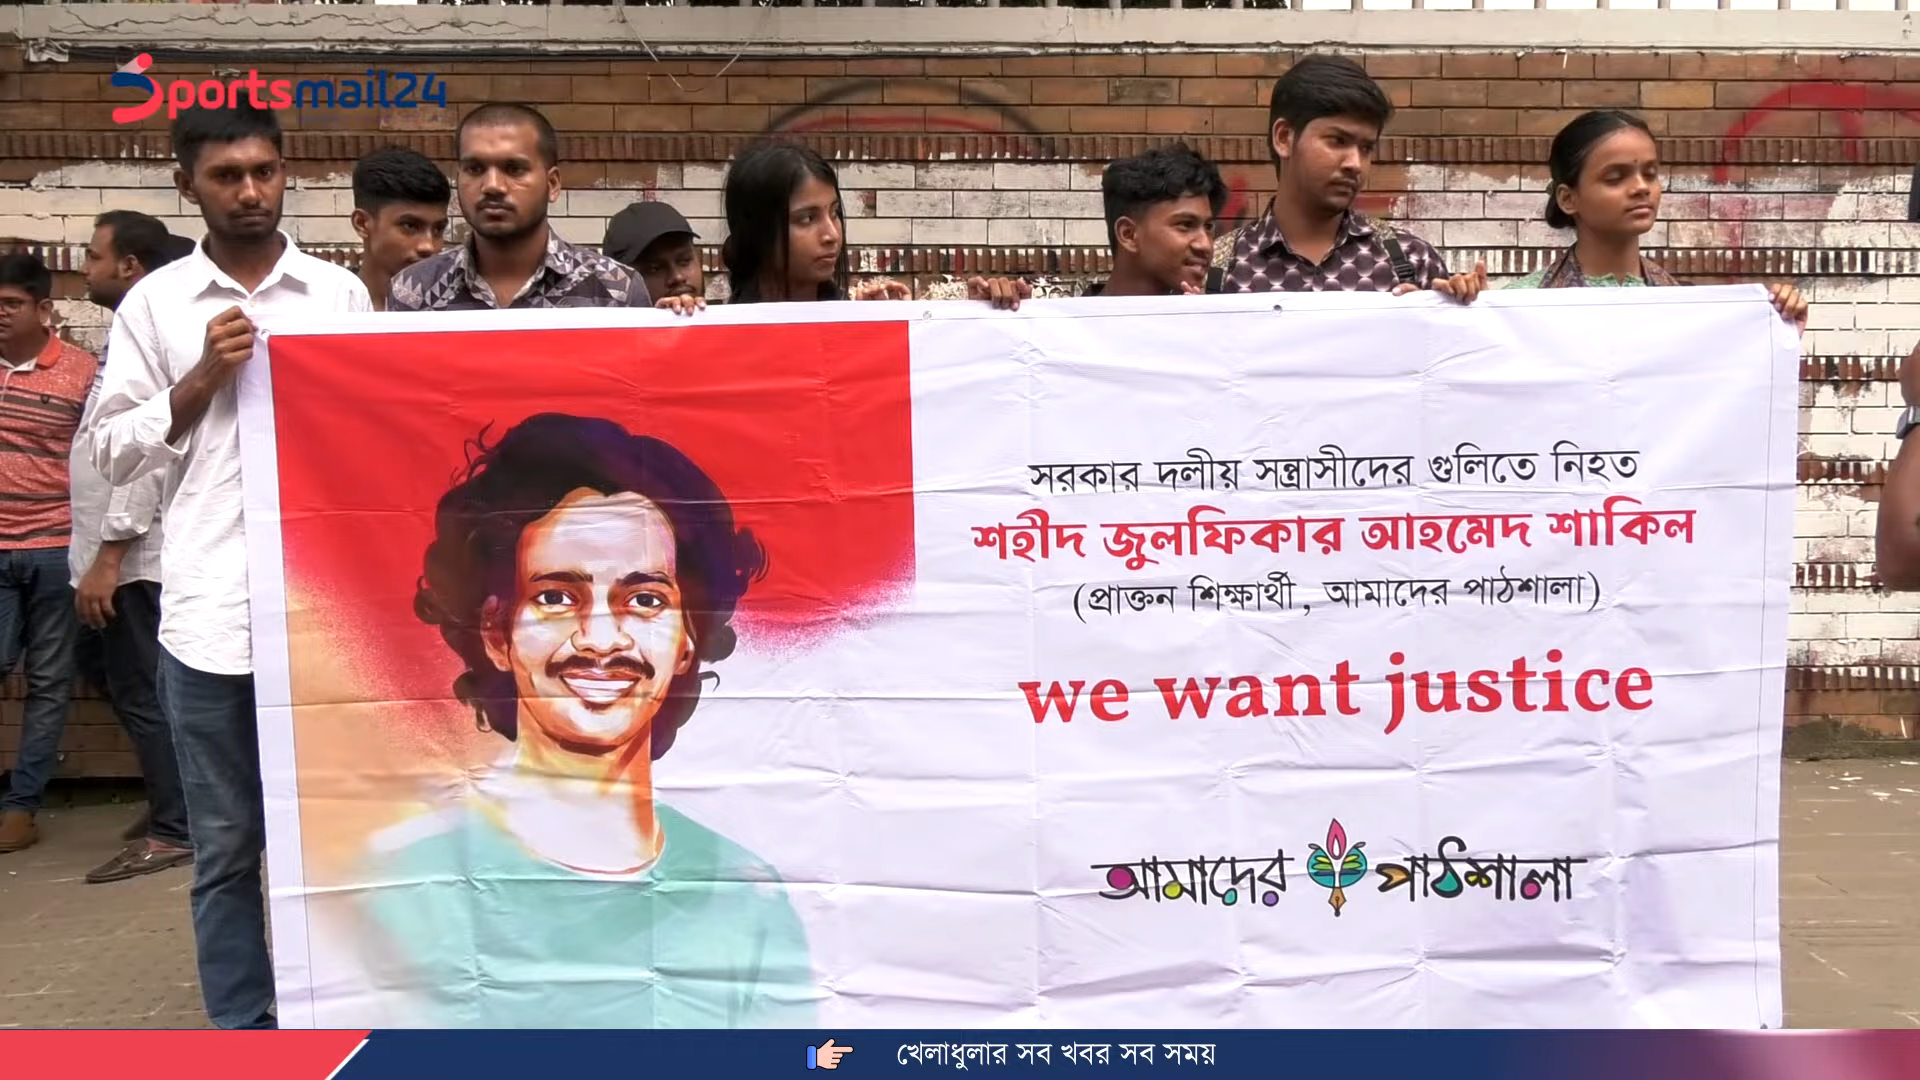 Sportsmail24
সরকার দলীয় সন্ত্রাসীদের গুলিতে নিহত
শহীদ জুলফিকার আহমেদ শাকিল
(প্রাক্তন শিক্ষার্থী, আমাদের পাঠশালা)
we want justice
আমাদের পাঠশালা
খেলাধুলার সব খবর সব সময়